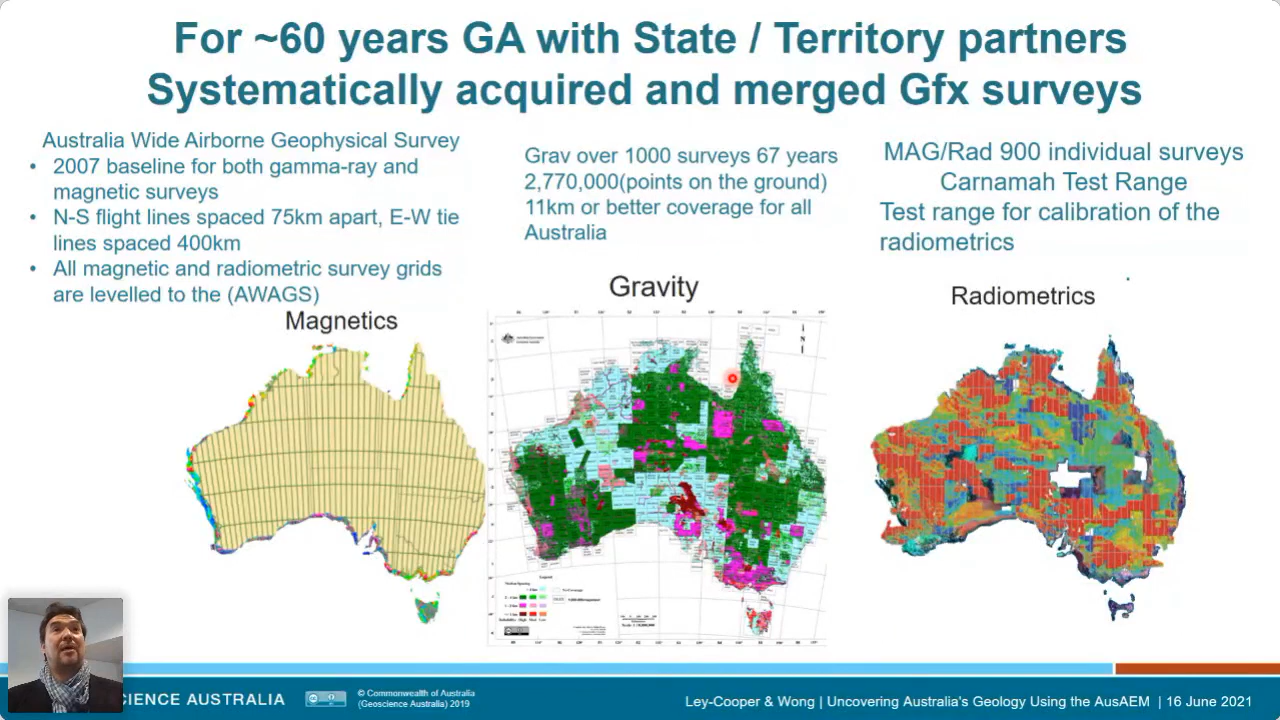 For ~60 years GA with State / Territory partners
Systematically acquired and merged Gfx surveys
Australia Wide Airborne Geophysical Survey
• 2007 baseline for both gamma-ray and
magnetic surveys
• N-S flight lines spaced 75km apart, E-W tie
lines spaced 400km
• All magnetic and radiometric survey grids
are levelled to the (AWAGS)
Magnetics
Grav over 1000 surveys 67 years
2,770,000(points on the ground)
11km or better coverage for all
Australia
Gravity
MAG/Rad 900 individual surveys
Carnamah Test Range
Test range for calibration of the
radiometrics
Radiometrics
CIENCE AUSTRALIA
© Commonwealth of Australia
(Geoscience Australia) 2019
Ley-Cooper & Wong | Uncovering Australia's Geology Using the AusAEM | 16 June 2021